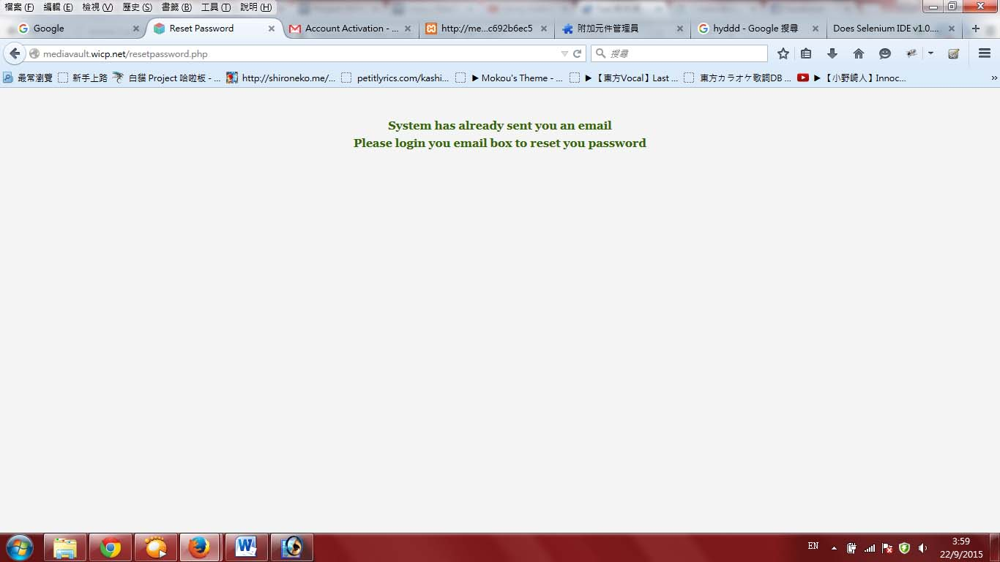 檔案 (F) 編輯 (E) 檢視 (V) 歷史 (S) 書籤 (B) 工具 (T) 說明 (H)
Google Reset Password Account Activation - ... http://me...c692b6ec5 附加元件管理員 hyddd - Google 搜尋 Does Selenium IDE v1.0....
mediavault.wicp.net/resetpassword.php 搜尋
最常瀏覽 新手上路 白貓 Project 哈啦板 - ... http://shironeko.me/... petitlyrics.com/kashi... ▶ Mokou's Theme - ... ▶ 【東方Vocal】Last ... 東方カラオケ歌詞DB ... ▶ 【小野崎人】Innoc...
System has already sent you an email
Please login you email box to reset you password
EN
3:59
22/9/2015